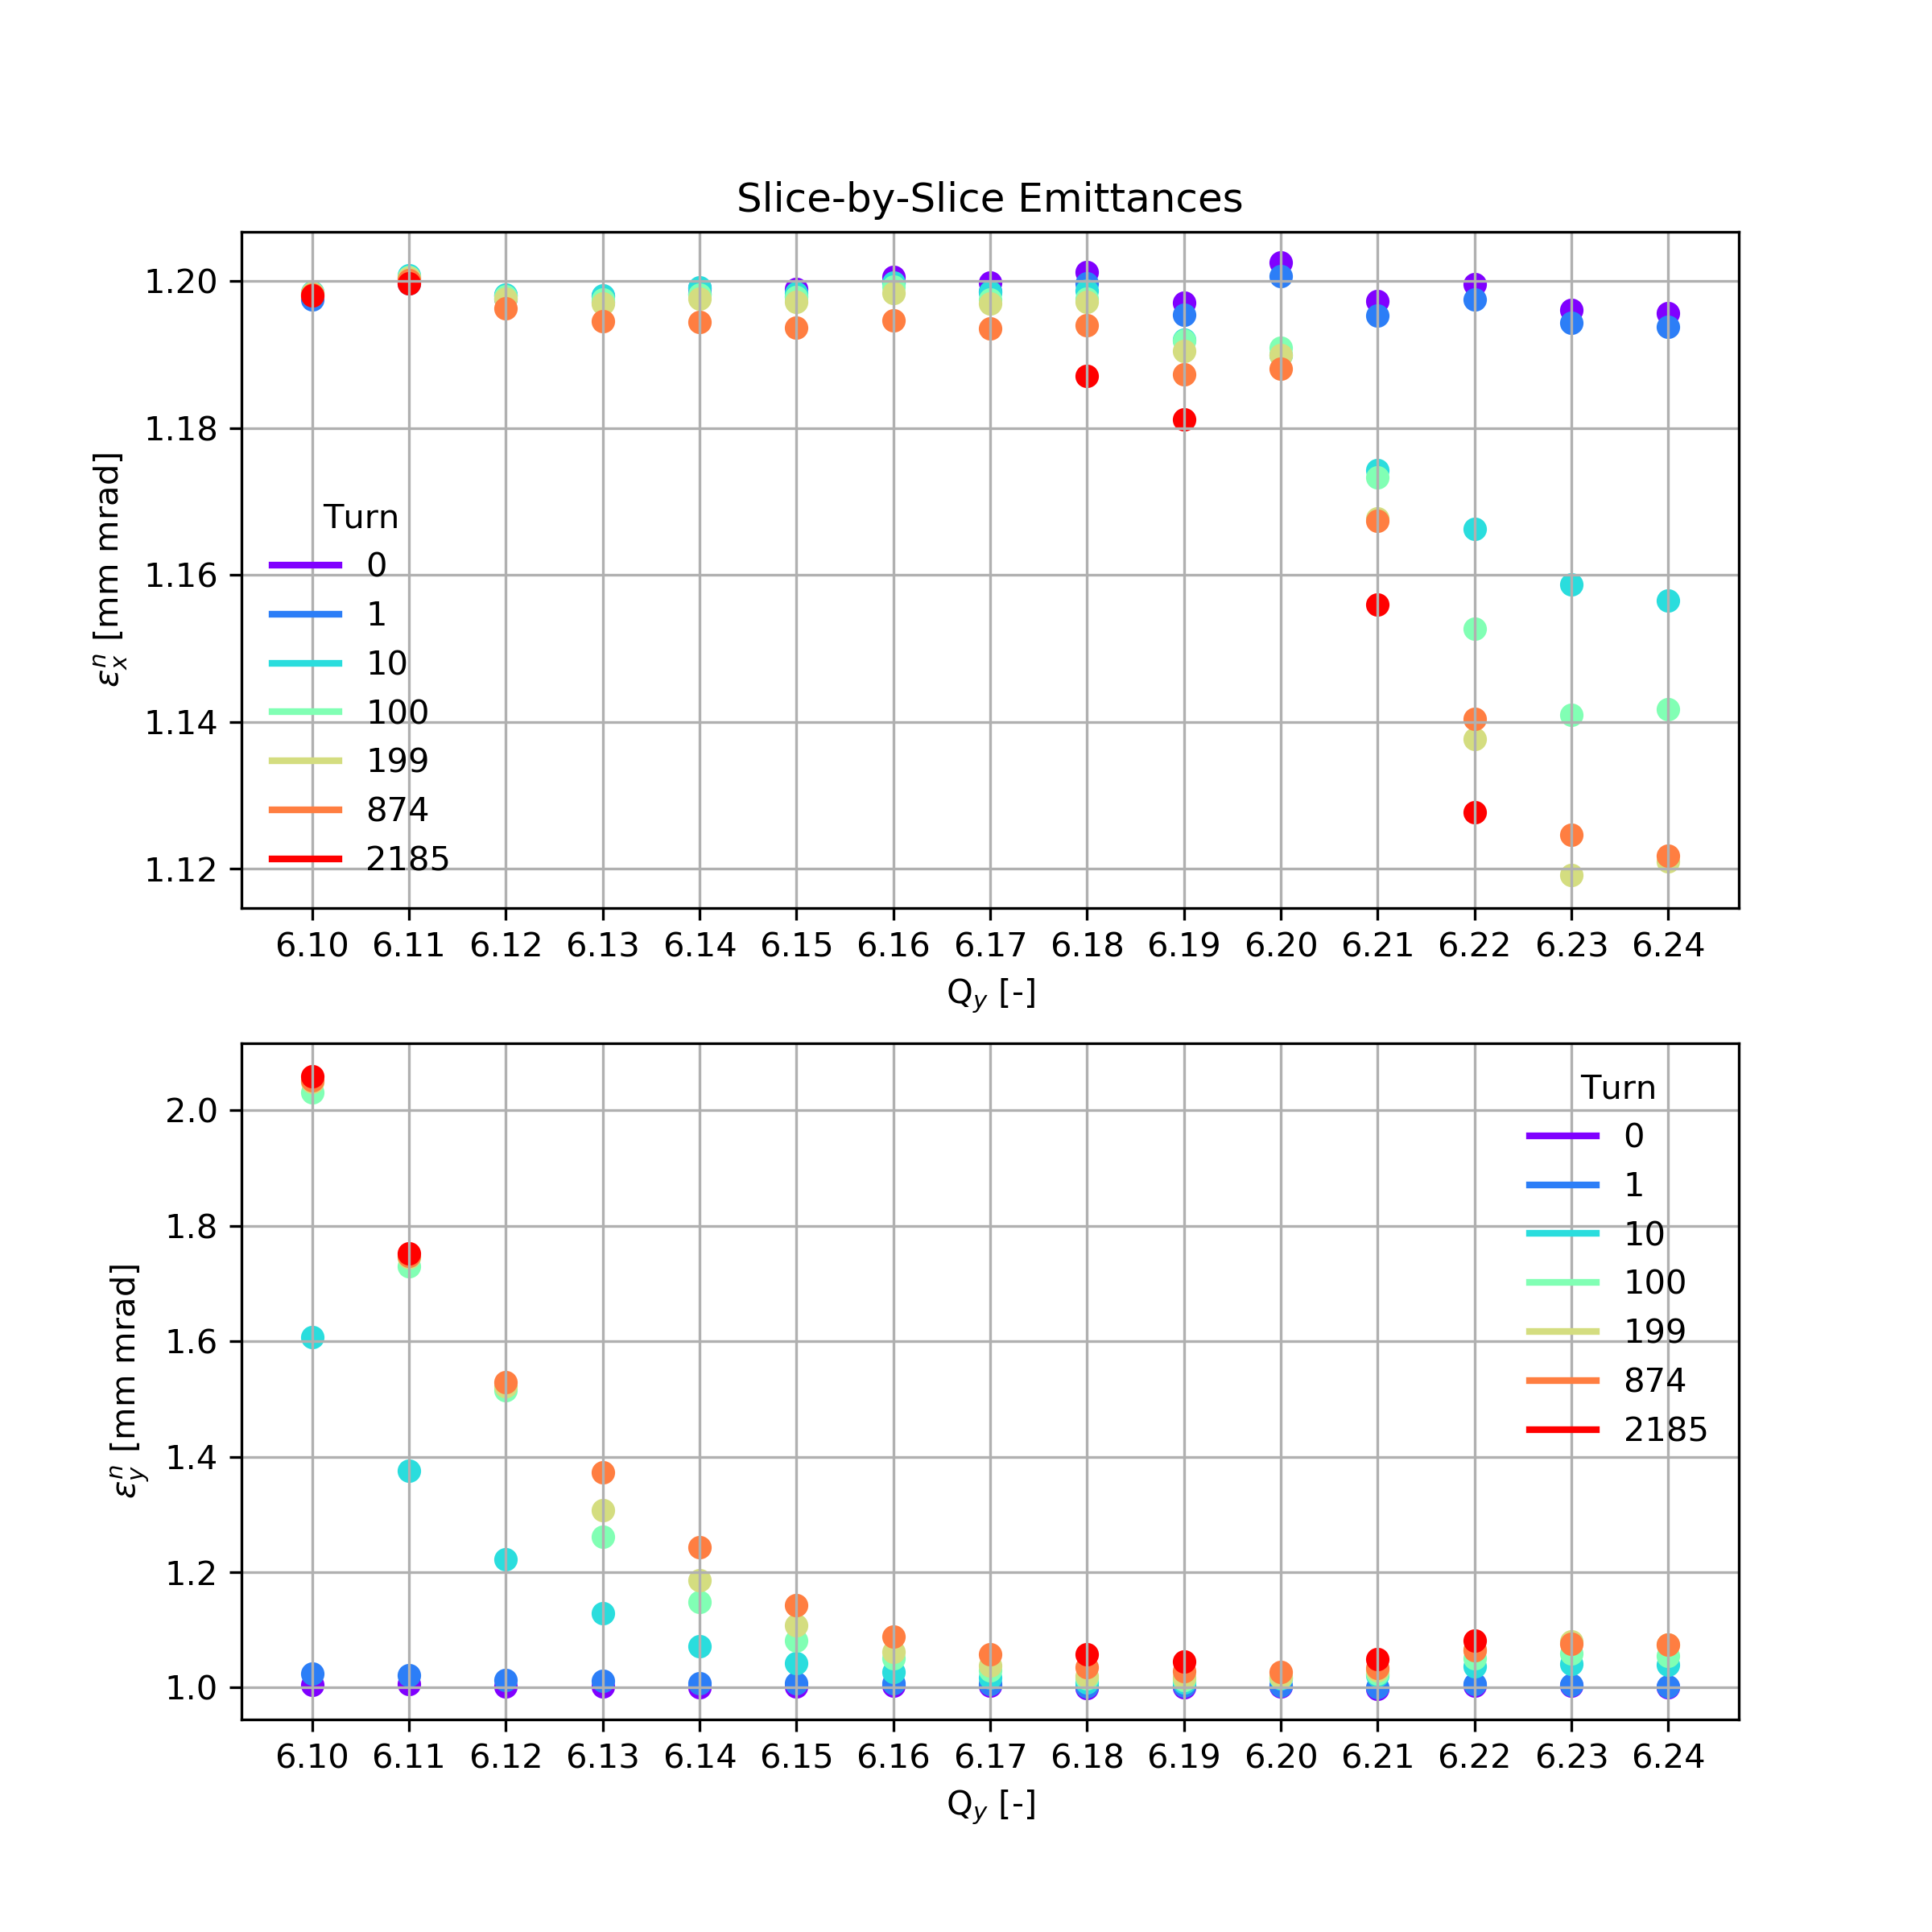 Slice-by-Slice Emittances
1.20
1.18
1.16
1.14
1.12
ε_x^n [mm mrad]
Turn
0
1
10
100
199
874
2185
6.10 6.11 6.12 6.13 6.14 6.15 6.16 6.17 6.18 6.19 6.20 6.21 6.22 6.23 6.24
Q_y [-]
2.0
1.8
1.6
1.4
1.2
1.0
ε_y^n [mm mrad]
Turn
0
1
10
100
199
874
2185
6.10 6.11 6.12 6.13 6.14 6.15 6.16 6.17 6.18 6.19 6.20 6.21 6.22 6.23 6.24
Q_y [-]